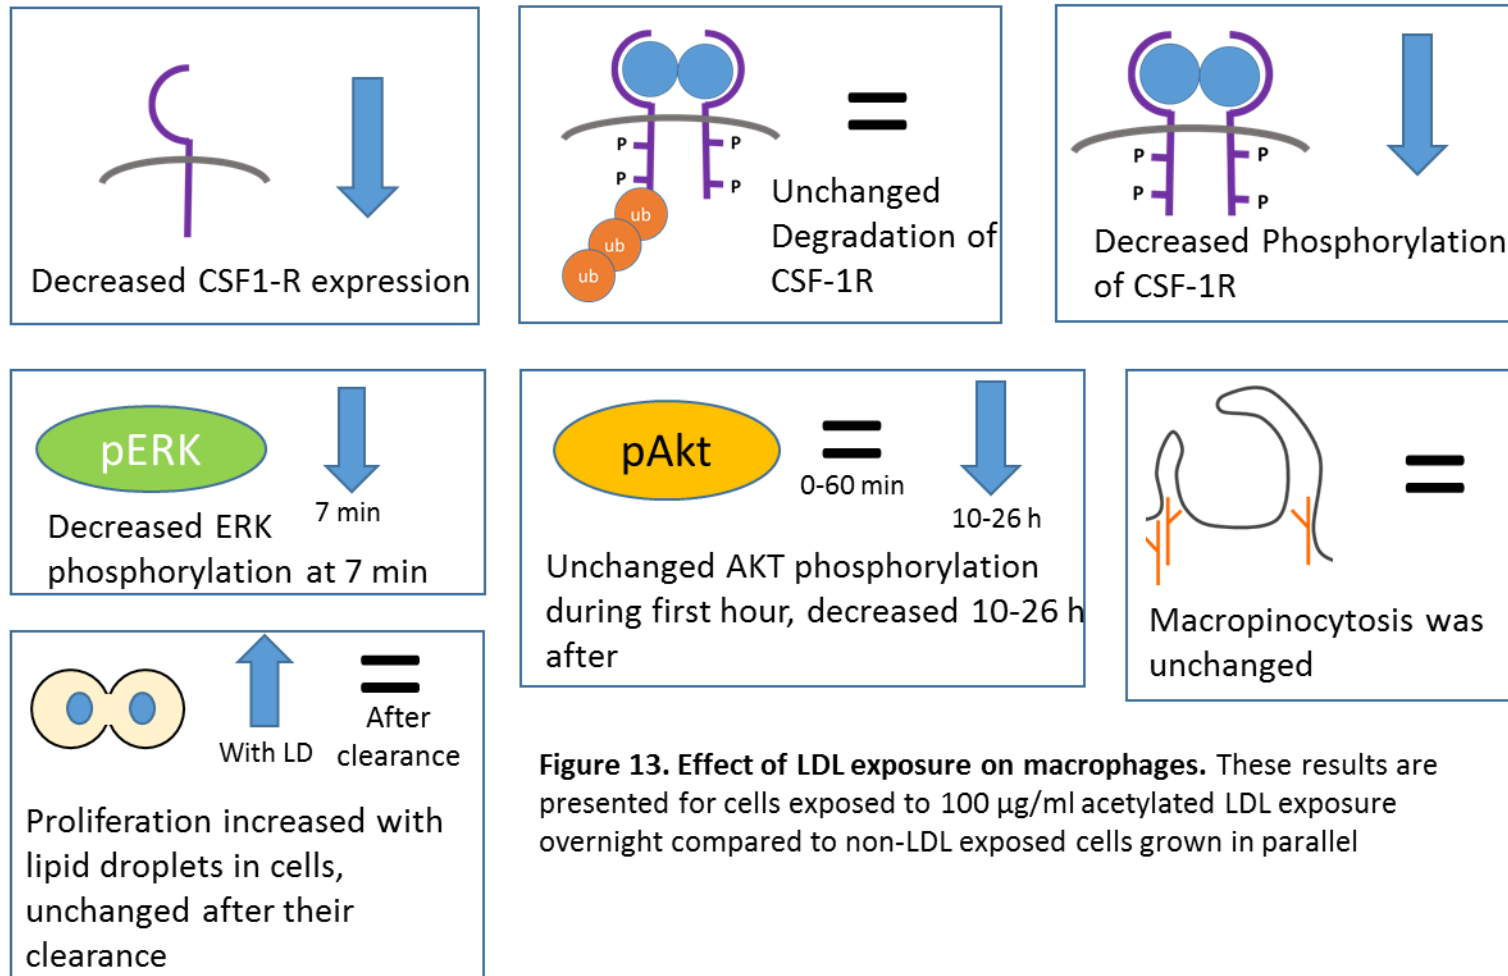 Decreased CSF1-R expression
P
P
P
P
ub
ub
ub
=
Unchanged
Degradation of
CSF-1R
P
P
P
P
Decreased Phosphorylation
of CSF-1R
pERK
7 min
Decreased ERK
phosphorylation at 7 min
pAkt
=
0-60 min
10-26 h
Unchanged AKT phosphorylation
during first hour, decreased 10-26 h
after
=
Macropinocytosis was
unchanged
With LD
=
After
clearance
Proliferation increased with
lipid droplets in cells,
unchanged after their
clearance
Figure 13. Effect of LDL exposure on macrophages. These results are
presented for cells exposed to 100 µg/ml acetylated LDL exposure
overnight compared to non-LDL exposed cells grown in parallel